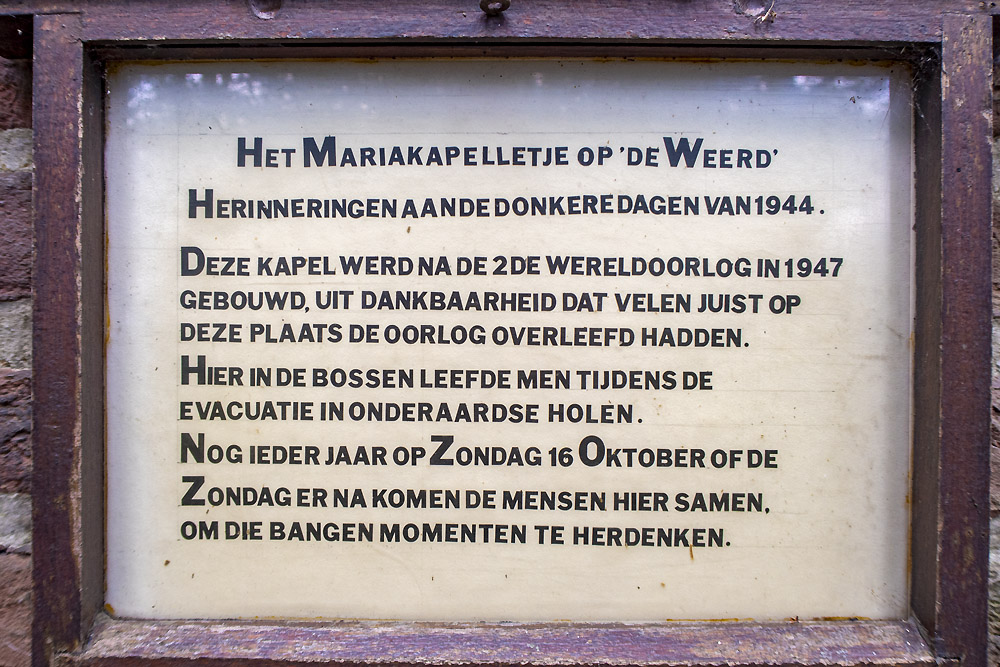 Het Mariakapelletje op 'de Weerd'
Herinneringen aan de donkere dagen van 1944.
Deze kapel werd na de 2de wereldoorlog in 1947
gebouwd, uit dankbaarheid dat velen juist op
deze plaats de oorlog overleefd hadden.
Hier in de bossen leefde men tijdens de
evacuatie in onderaardse holen.
Nog ieder jaar op Zondag 16 Oktober of de
Zondag er na komen de mensen hier samen,
om die bangen momenten te herdenken.